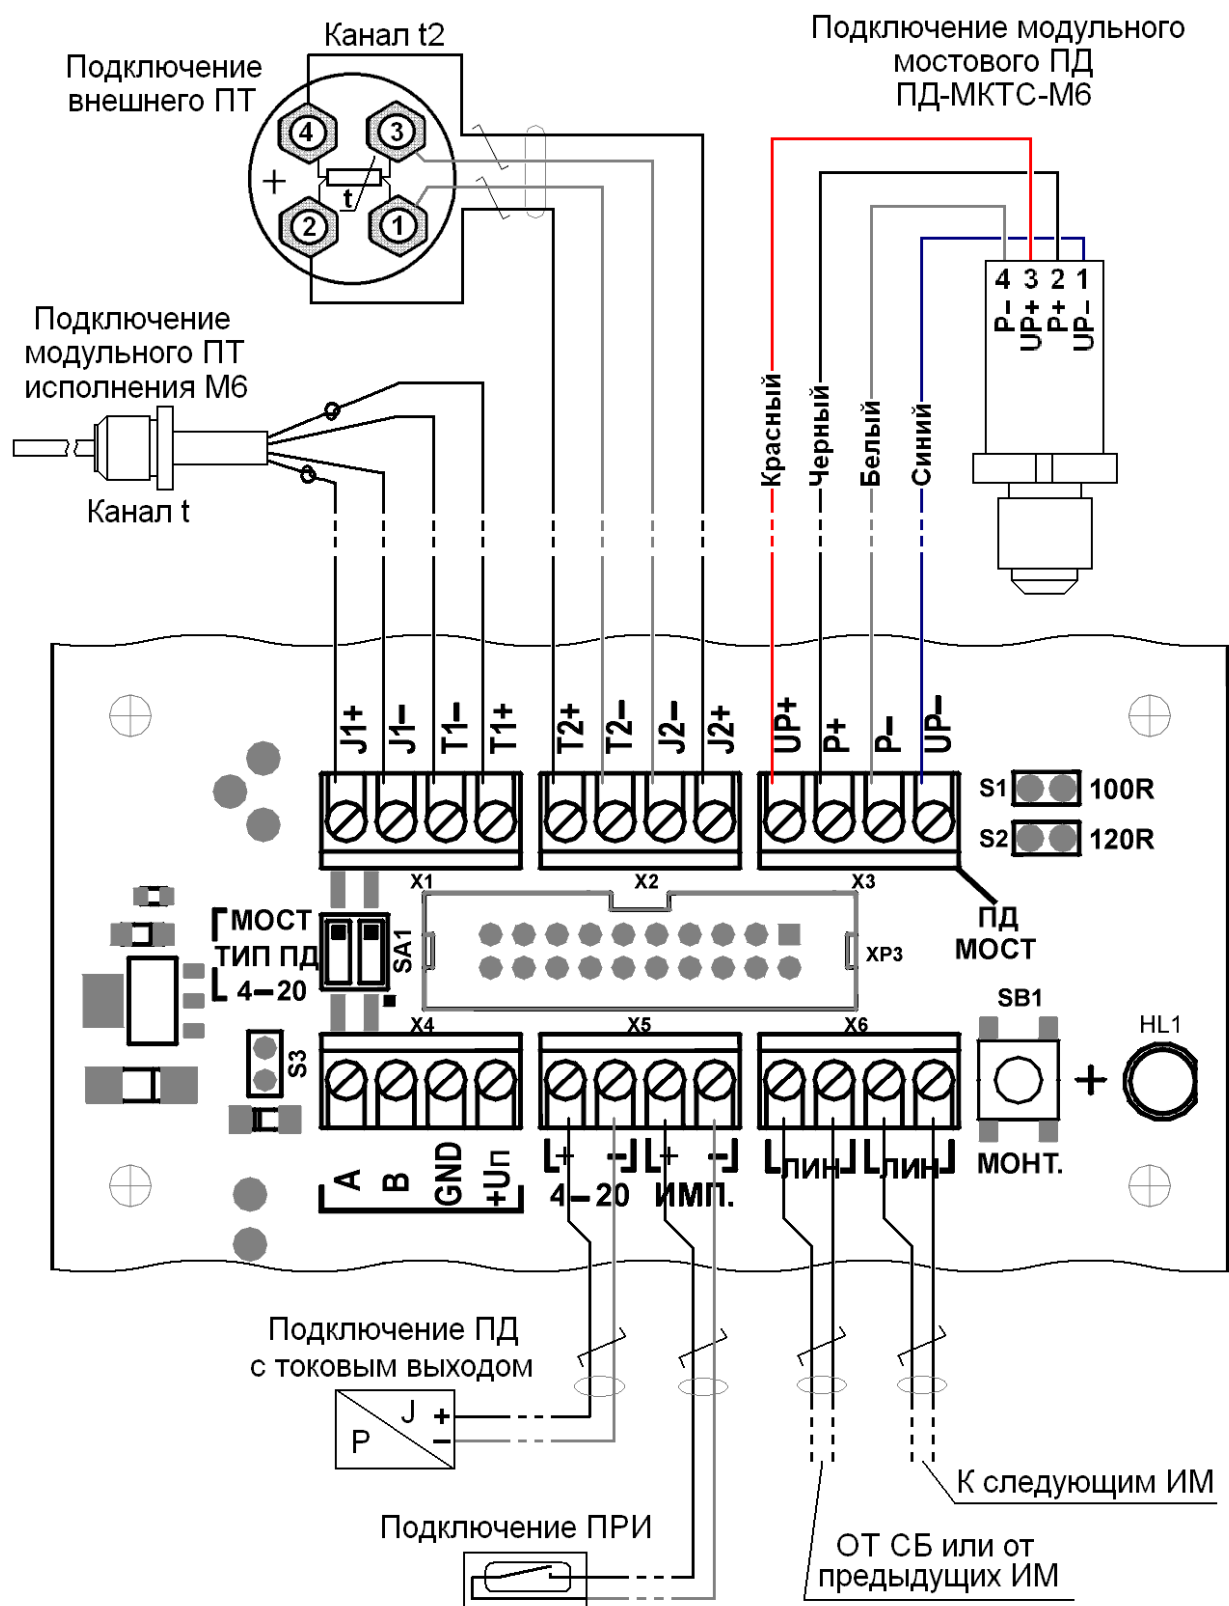 Канал t2
Подключение
внешнего ПТ
4
3
t
2
1
Подключение модульного
мостового ПД
ПД-МКТС-М6
4 3 2 1
P–
UP+
P+
UP–
Красный
Черный
Белый
Синий
Подключение
модульного ПТ
исполнения М6
Канал t
J1+
J1–
T1–
T1+
T2+
T2–
J2–
J2+
UP+
P+
P–
UP–
S1
100R
S2
120R
X1
X2
X3
ПД
МОСТ
МОСТ
ТИП ПД
4–20
SA1
XP3
SB1
HL1
S3
X4
X5
X6
A
B
GND
+Uп
+ –
4–20
+ –
ИМП.
ЛИН
ЛИН
+
МОНТ.
Подключение ПД
с токовым выходом
J +
P –
К следующим ИМ
Подключение ПРИ
ОТ СБ или от
предыдущих ИМ